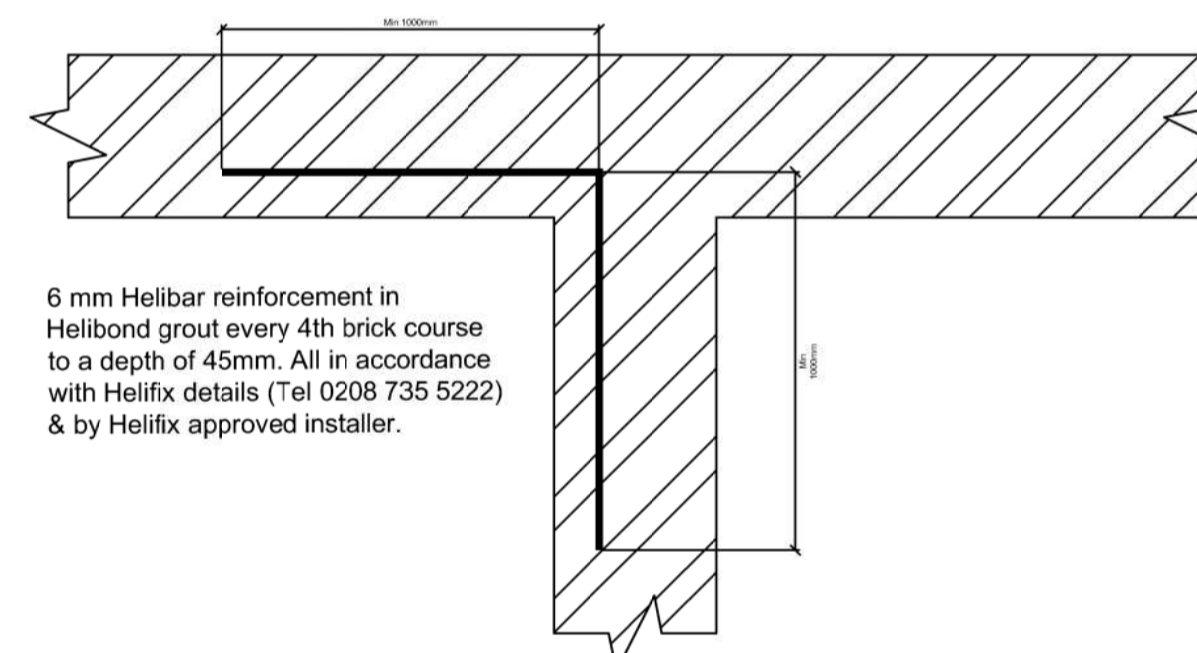 Min 1000mm
6 mm Helibar reinforcement in
Helibond grout every 4th brick course
to a depth of 45mm. All in accordance
with Helifix details (Tel 0208 735 5222)
& by Helifix approved installer.
Min
1000mm